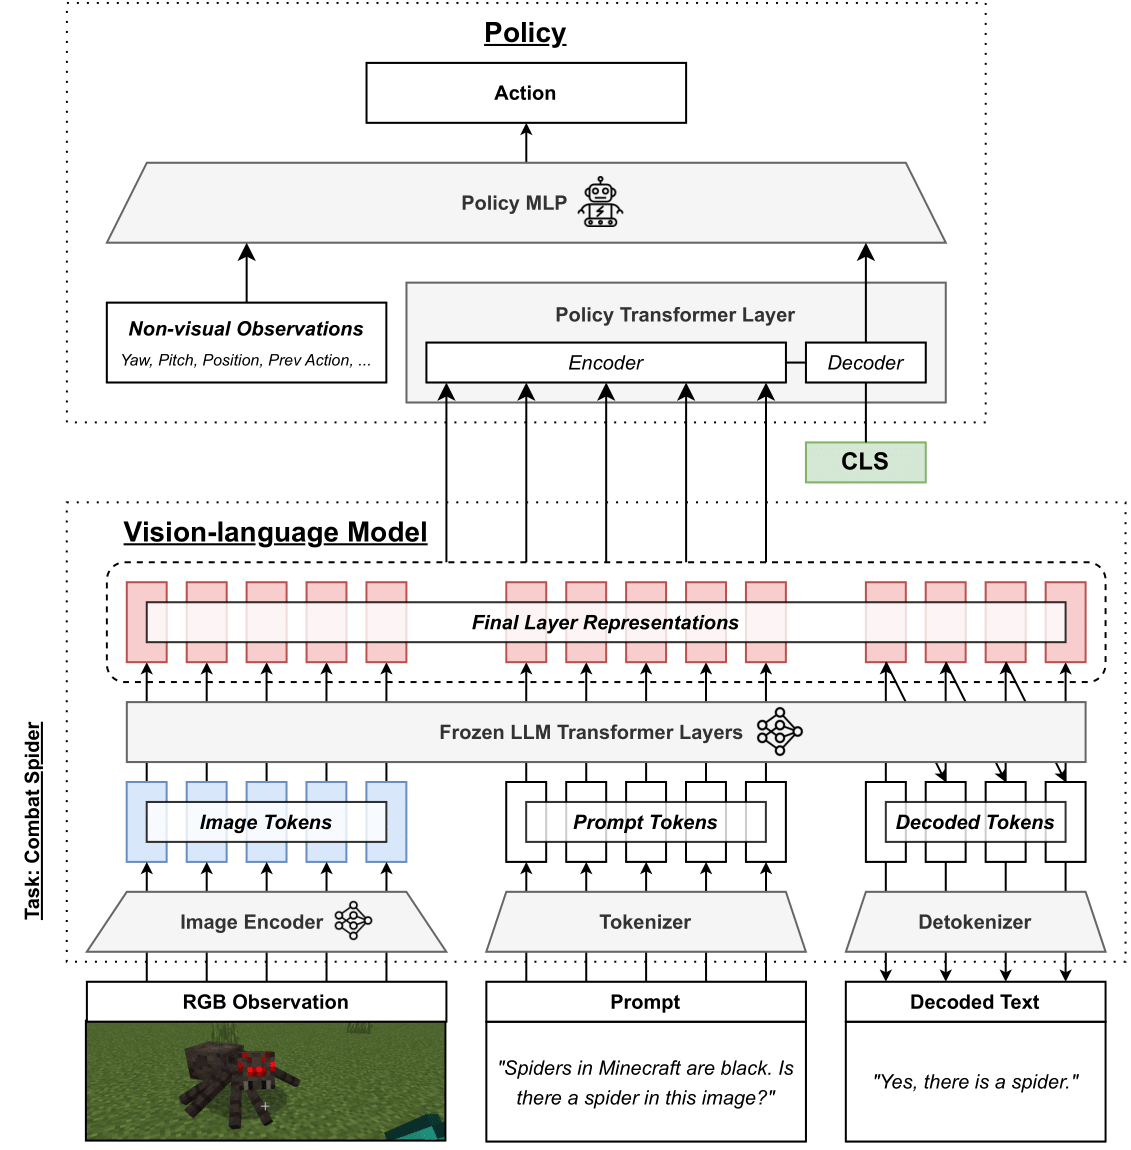 Policy
Action
Policy MLP
Non-visual Observations
Yaw, Pitch, Position, Prev Action, ...
Policy Transformer Layer
Encoder
Decoder
CLS
Vision-language Model
Final Layer Representations
Frozen LLM Transformer Layers
Task: Combat Spider
Image Tokens
Prompt Tokens
Decoded Tokens
Image Encoder
Tokenizer
Detokenizer
RGB Observation
Prompt
Decoded Text
"Spiders in Minecraft are black. Is
there a spider in this image?"
"Yes, there is a spider."